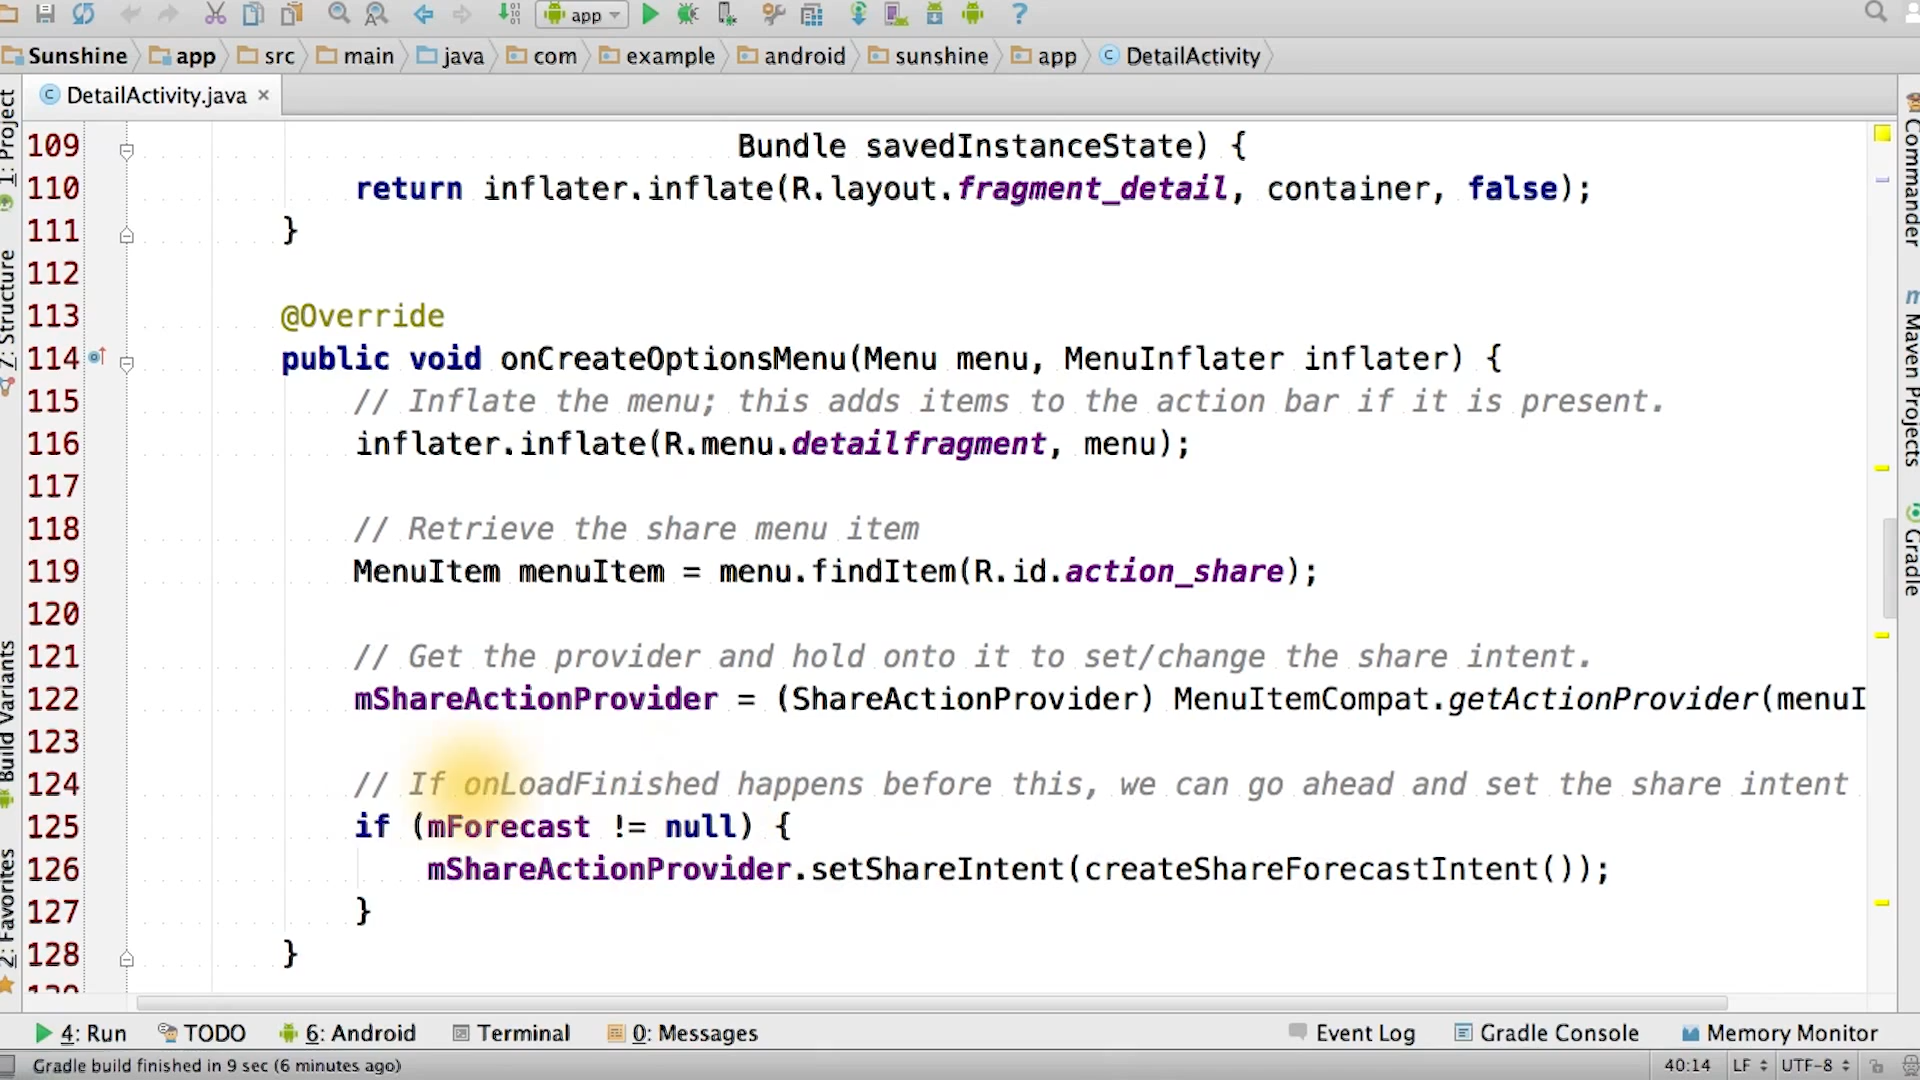 app
Sunshine app src main java com example android sunshine app DetailActivity
DetailActivity.java
109 Bundle savedInstanceState) {
110 return inflater.inflate(R.layout.fragment_detail, container, false);
111 }
112
113 @Override
114 public void onCreateOptionsMenu(Menu menu, MenuInflater inflater) {
115 // Inflate the menu; this adds items to the action bar if it is present.
116 inflater.inflate(R.menu.detailfragment, menu);
117
118 // Retrieve the share menu item
119 MenuItem menuItem = menu.findItem(R.id.action_share);
120
121 // Get the provider and hold onto it to set/change the share intent.
122 mShareActionProvider = (ShareActionProvider) MenuItemCompat.getActionProvider(menuI
123
124 // If onLoadFinished happens before this, we can go ahead and set the share intent
125 if (mForecast != null) {
126 mShareActionProvider.setShareIntent(createShareForecastIntent());
127 }
128 }
1: Project
7: Structure
Build Variants
2: Favorites
Commander
Maven Projects
Gradle
4: Run TODO 6: Android Terminal 0: Messages Event Log Gradle Console Memory Monitor
Gradle build finished in 9 sec (6 minutes ago) 40:14 LF UTF-8